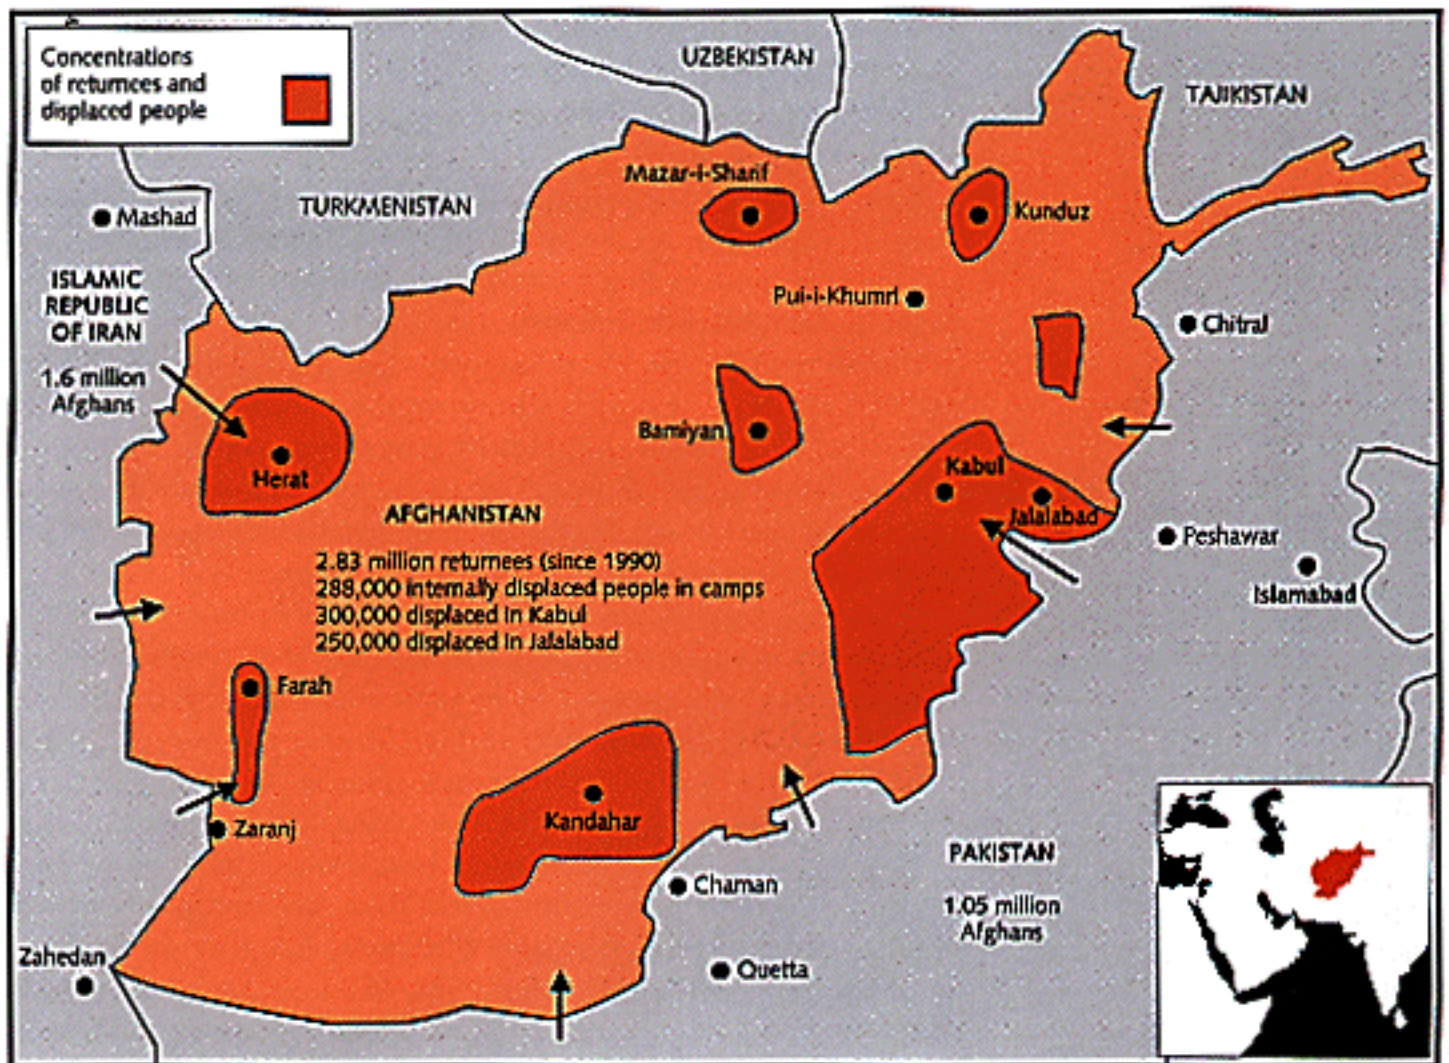 Concentrations
of returnees and
displaced people
UZBEKISTAN
TAJIKISTAN
TURKMENISTAN
Mashad
Mazar-i-Sharif
Kunduz
ISLAMIC
REPUBLIC
OF IRAN
1.6 million
Afghans
Pui-i-Khumri
Chitral
Herat
Bamiyan
Kabul
Jalalabad
AFGHANISTAN
2.83 million returnees (since 1990)
288,000 internally displaced people in camps
300,000 displaced in Kabul
250,000 displaced in Jalalabad
Peshawar
Islamabad
Farah
Zaranj
Kandahar
Chaman
PAKISTAN
1.05 million
Afghans
Zahedan
Quetta